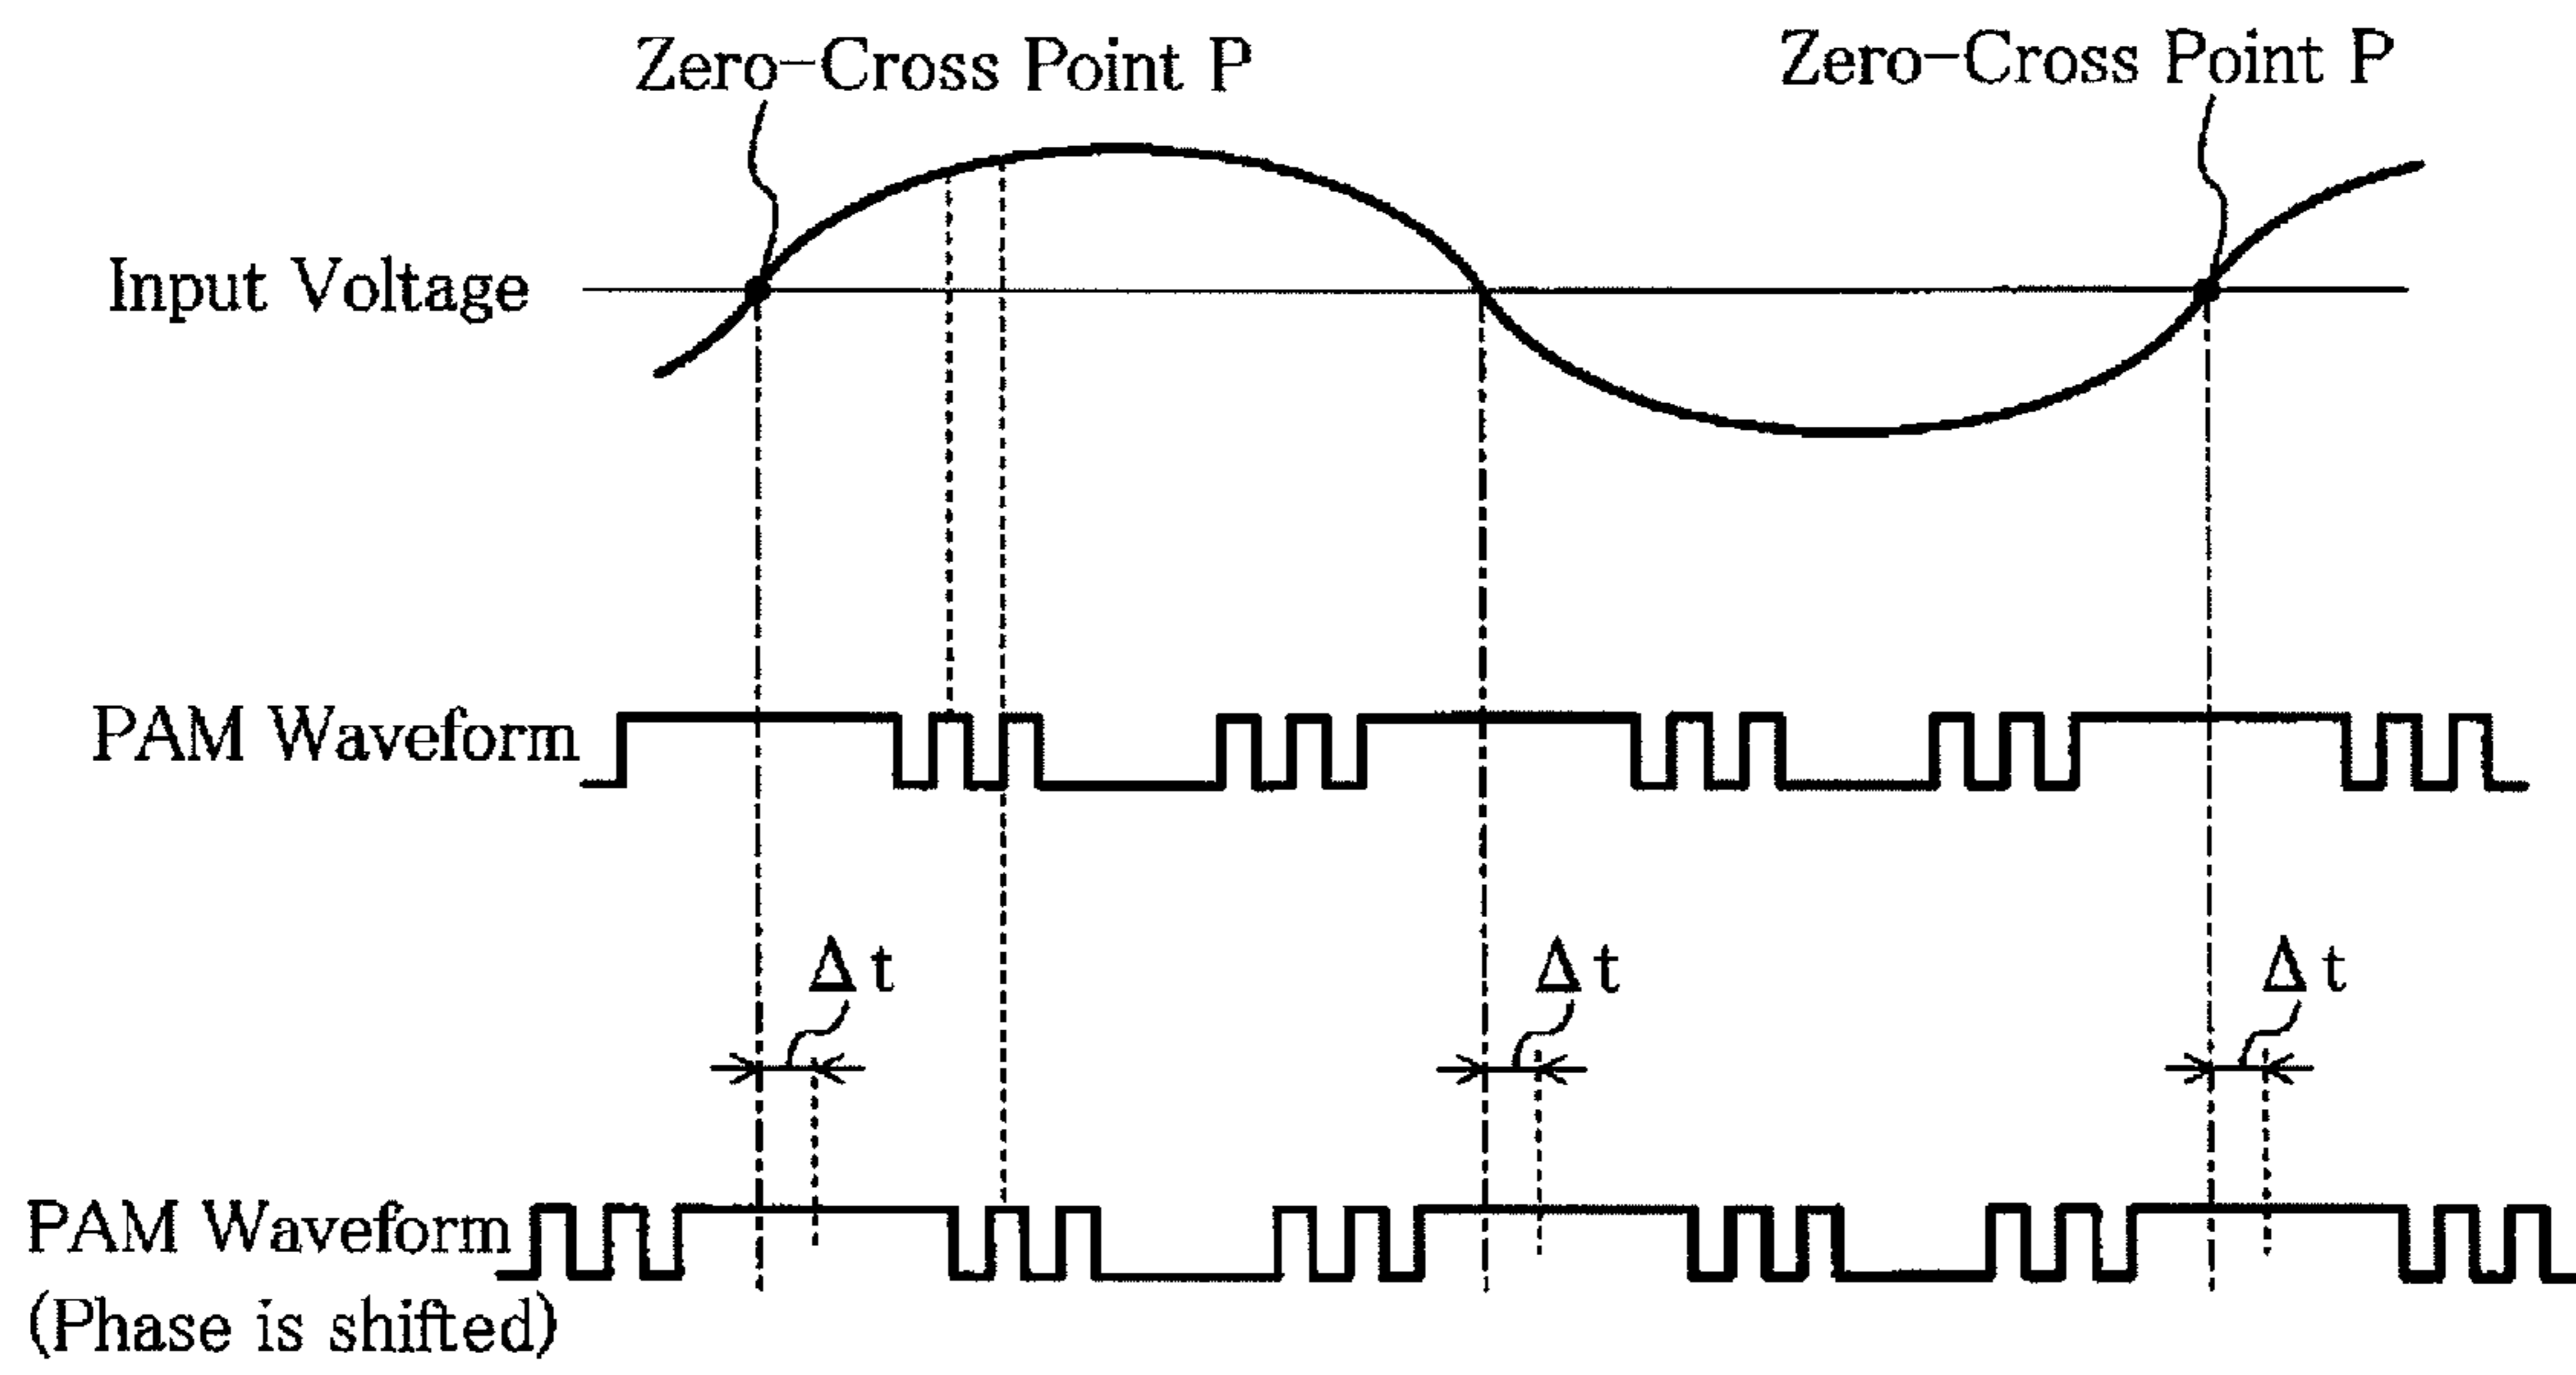 Zero-Cross Point P
Zero-Cross Point P
Input Voltage
PAM Waveform
Δt
Δt
Δt
PAM Waveform
(Phase is shifted)